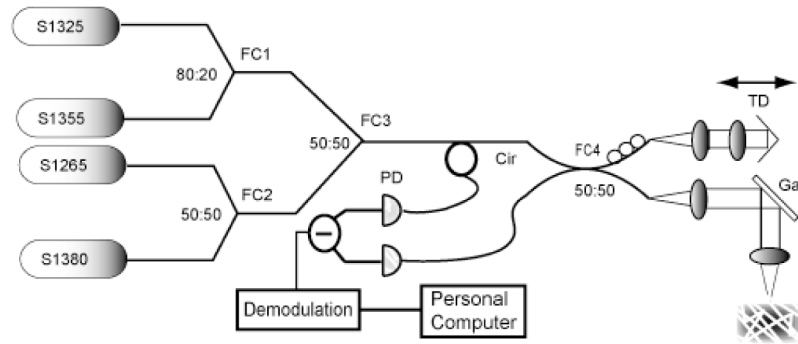 S1325
FC1
80:20
S1355
FC3
S1265
50:50
FC2
50:50
S1380
PD
Cir
FC4
50:50
TD
Ga
Demodulation
Personal
Computer